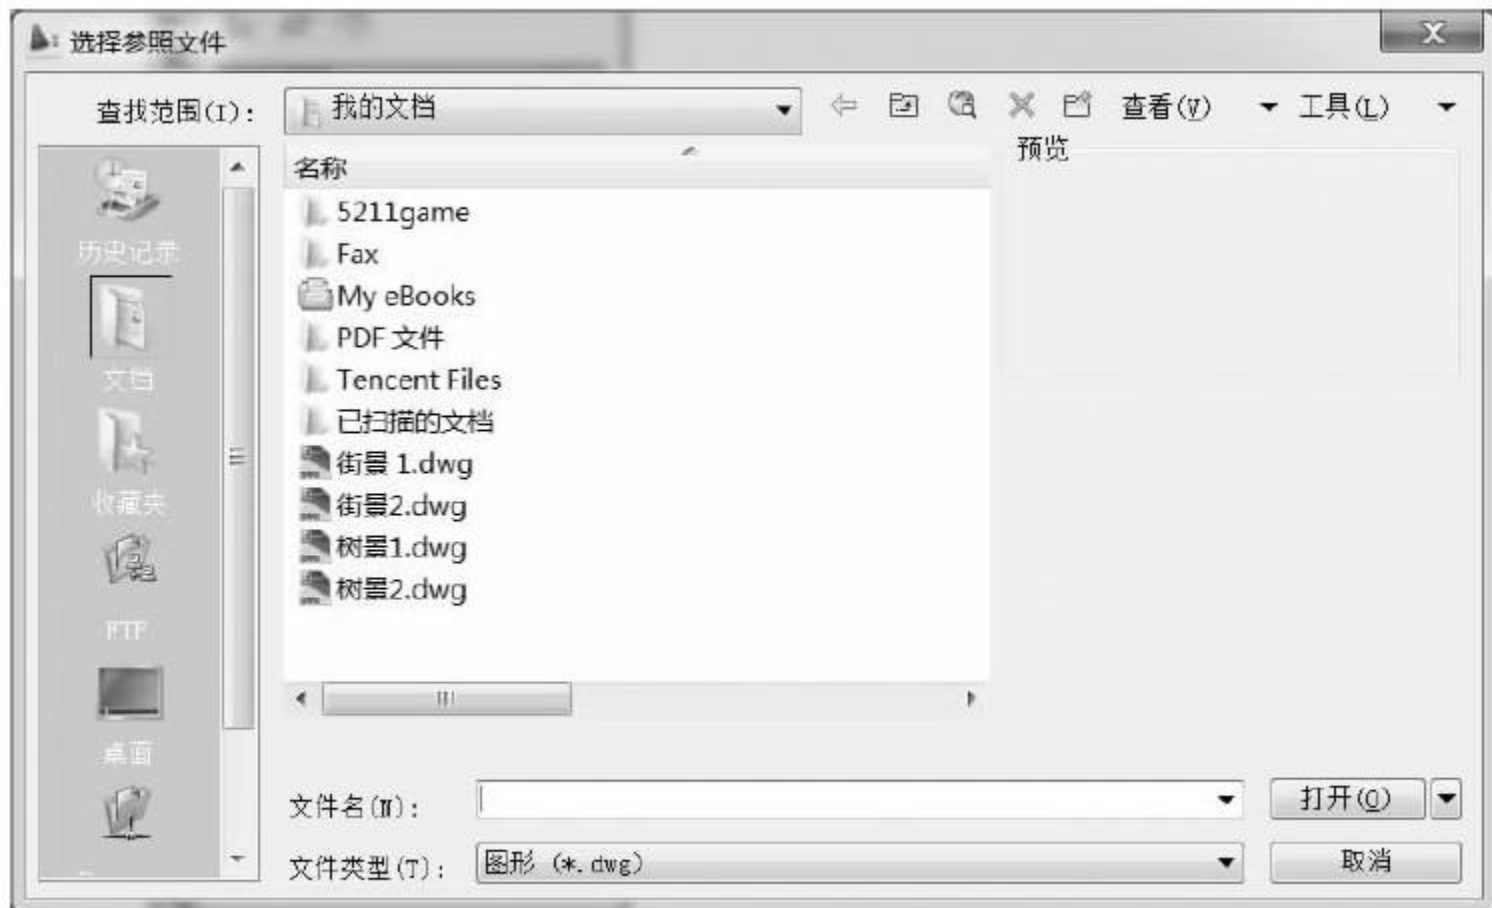 选择参照文件
查找范围(I): 我的文档 查看(V) 工具(L)
预览
名称
5211game
Fax
My eBooks
PDF 文件
Tencent Files
已扫描的文档
街景 1.dwg
街景2.dwg
树景1.dwg
树景2.dwg
历史记录
文档
收藏夹
FTP
桌面
文件名(N): 打开(O)
文件类型(T): 图形 (*.dwg) 取消